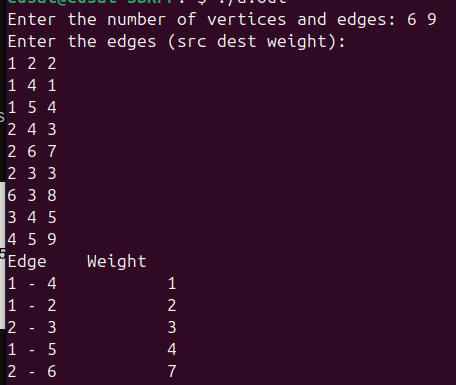 Enter the number of vertices and edges: 6 9
Enter the edges (src dest weight):
1 2 2
1 4 1
1 5 4
2 4 3
2 6 7
2 3 3
6 3 8
3 4 5
4 5 9
Edge    Weight
1 - 4            1
1 - 2            2
2 - 3            3
1 - 5            4
2 - 6            7